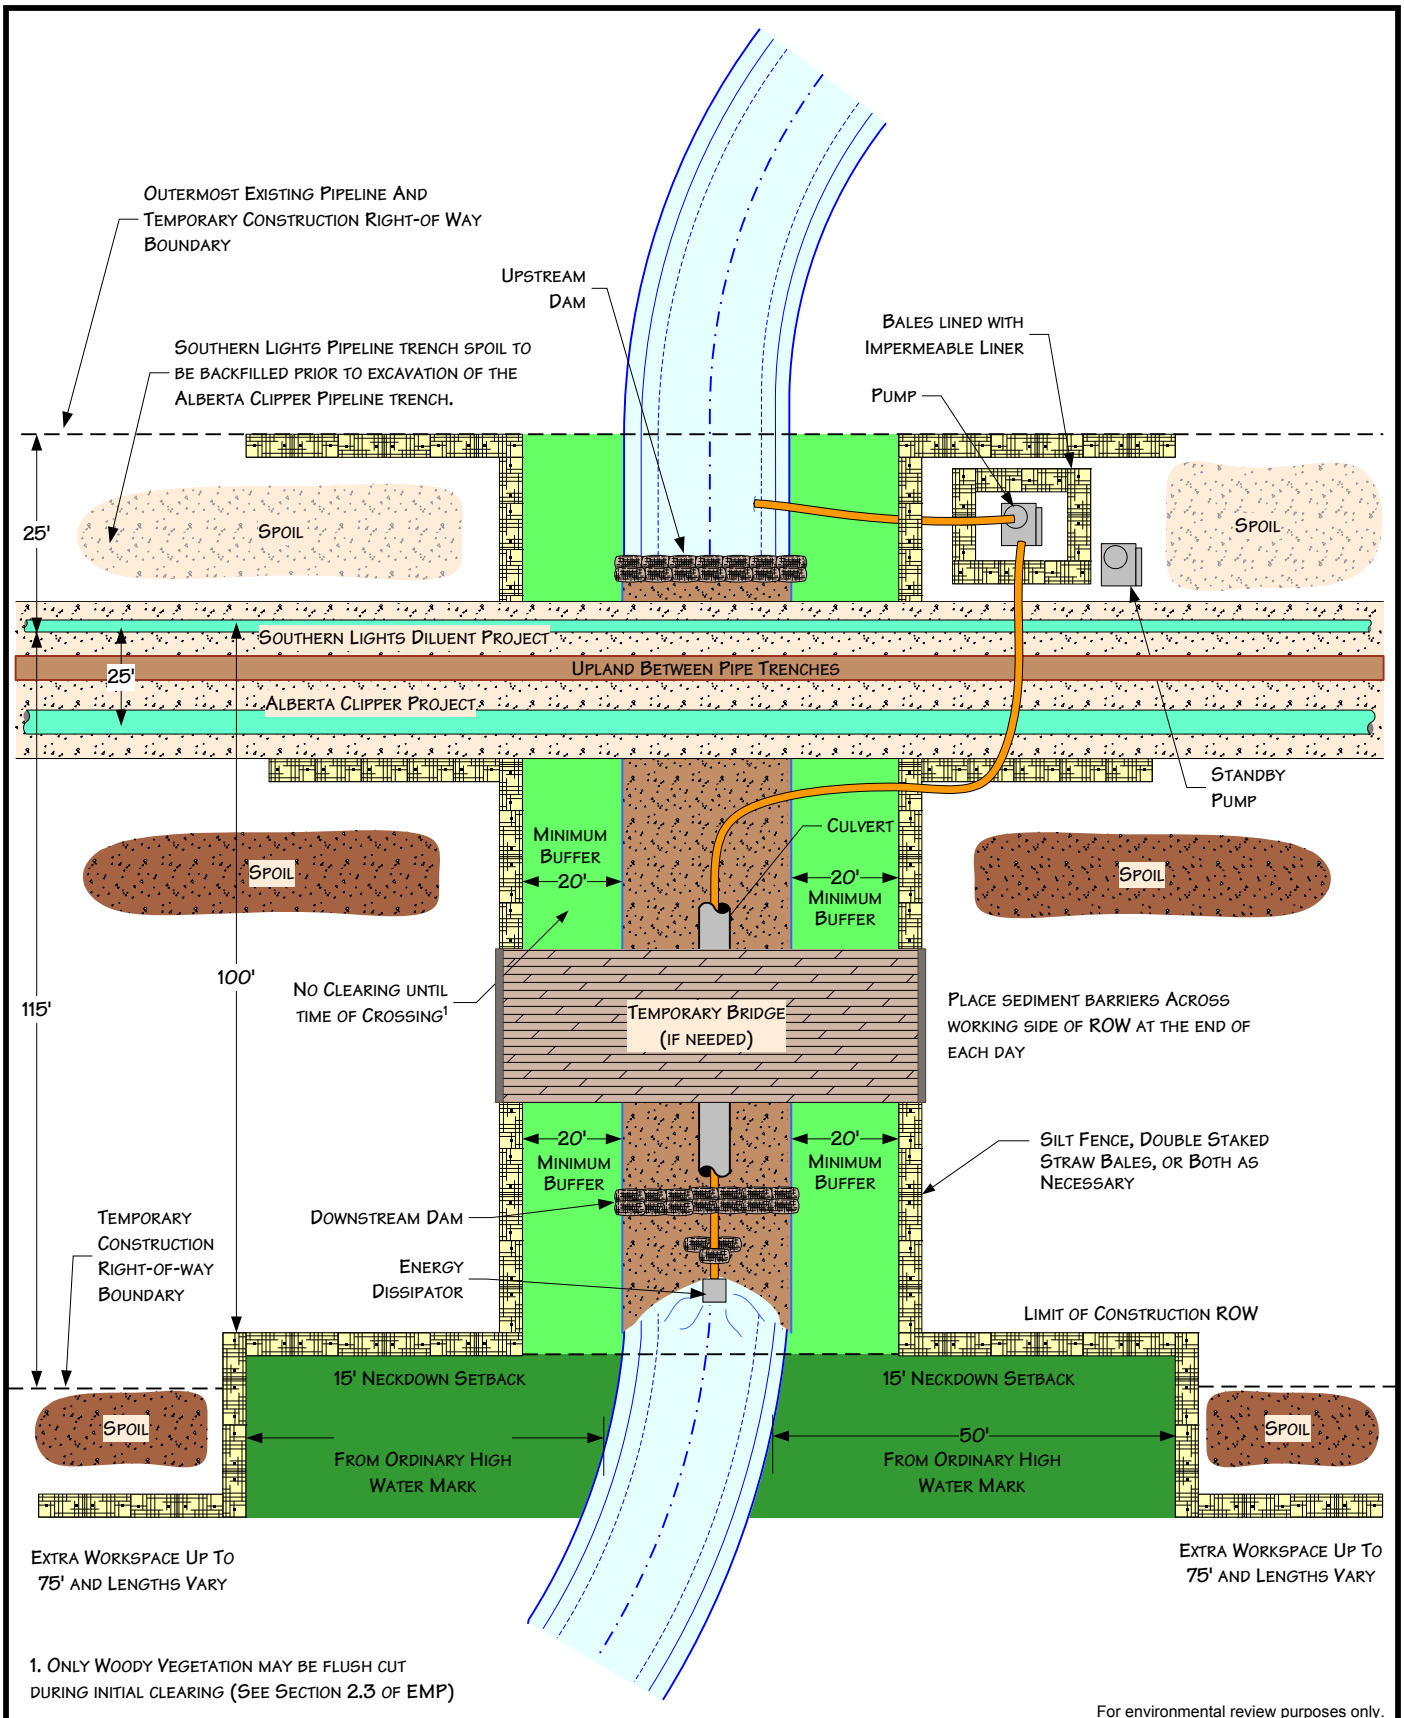 Outermost Existing Pipeline And
Temporary Construction Right-of Way
Boundary
Upstream
Dam
Bales lined with
Impermeable Liner
Southern Lights Pipeline trench spoil to
be backfilled prior to excavation of the
Alberta Clipper Pipeline trench.
Pump
25'
Spoil
Spoil
Southern Lights Diluent Project
Upland Between Pipe Trenches
25'
Alberta Clipper Project
Standby
Pump
Culvert
Minimum
Buffer
20'
20'
Minimum
Buffer
Spoil
Spoil
100'
115'
No Clearing until
time of Crossing¹
Temporary Bridge
(if needed)
Place sediment barriers Across
working side of ROW at the end of
each day
20'
Minimum
Buffer
20'
Minimum
Buffer
Silt Fence, Double Staked
Straw Bales, or Both as
Necessary
Downstream Dam
Temporary
Construction
Right-of-way
Boundary
Energy
Dissipator
Limit of Construction ROW
15' Neckdown Setback
15' Neckdown Setback
Spoil
Spoil
50'
From Ordinary High
Water Mark
From Ordinary High
Water Mark
Extra Workspace Up To
75' and Lengths Vary
Extra Workspace Up To
75' and Lengths Vary
1. Only Woody Vegetation may be flush cut
during initial clearing (See Section 2.3 of EMP)
For environmental review purposes only.